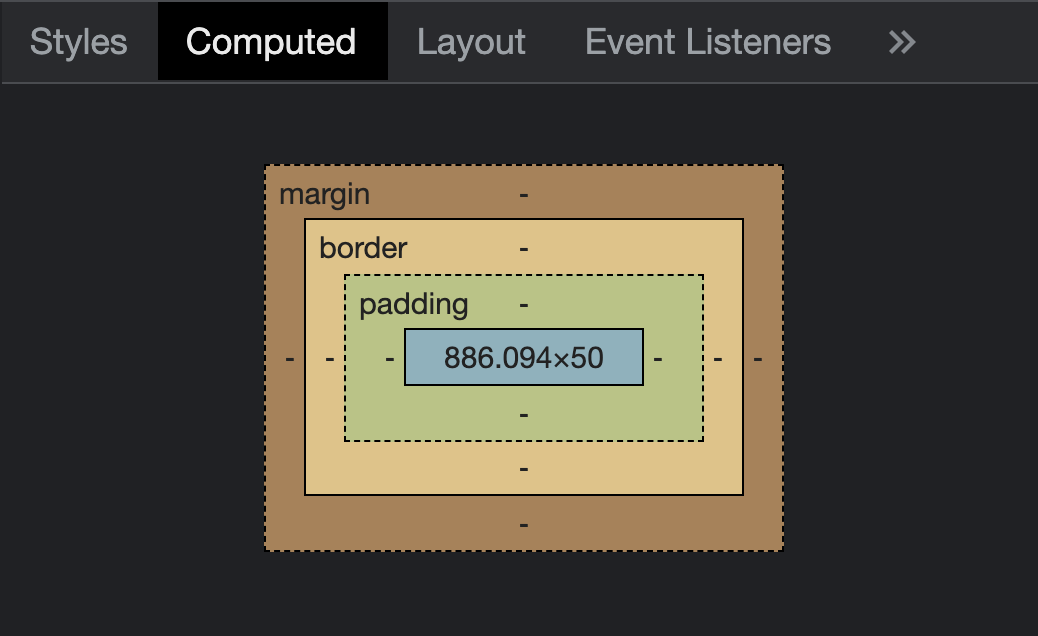 Styles Computed Layout Event Listeners »
margin -
border -
padding -
- - - 886.094×50 - - -
-
-
-